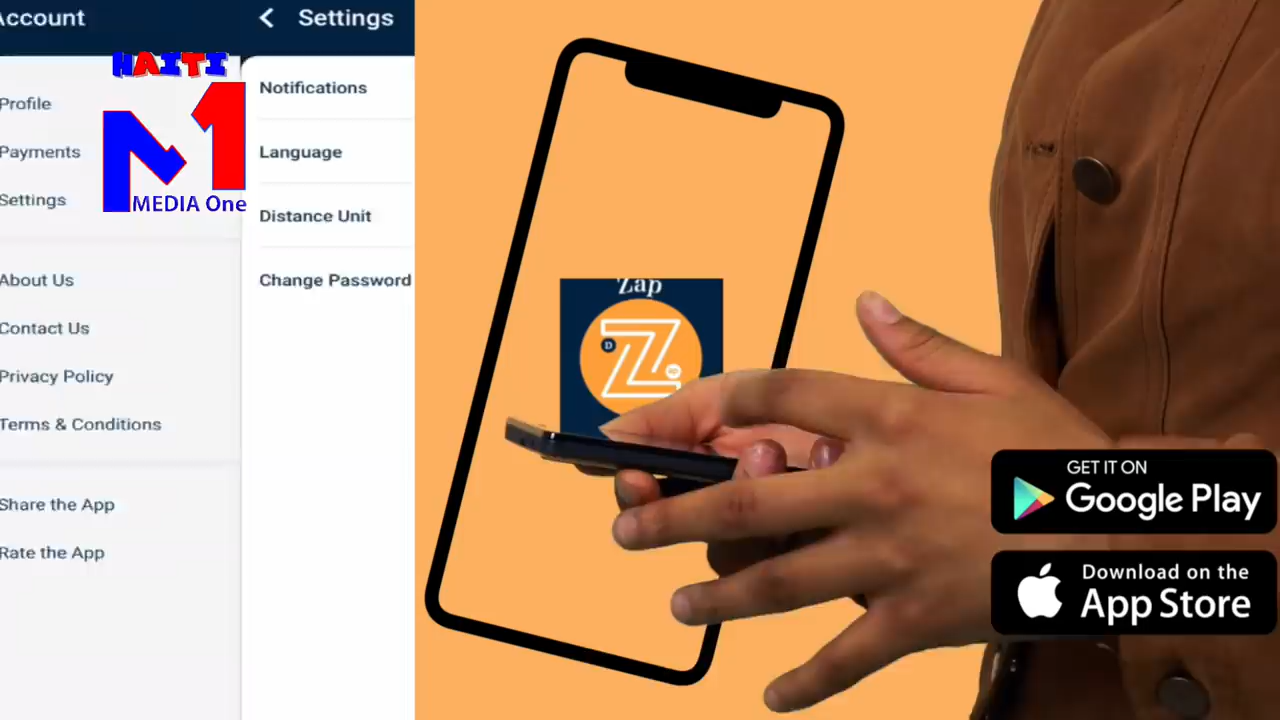 Account
Profile
Payments
Settings
About Us
Contact Us
Privacy Policy
Terms & Conditions
Share the App
Rate the App
Settings
Notifications
Language
Distance Unit
Change Password
HAITI
M1
MEDIA One
Zap
Z
D
GET IT ON
Google Play
Download on the
App Store